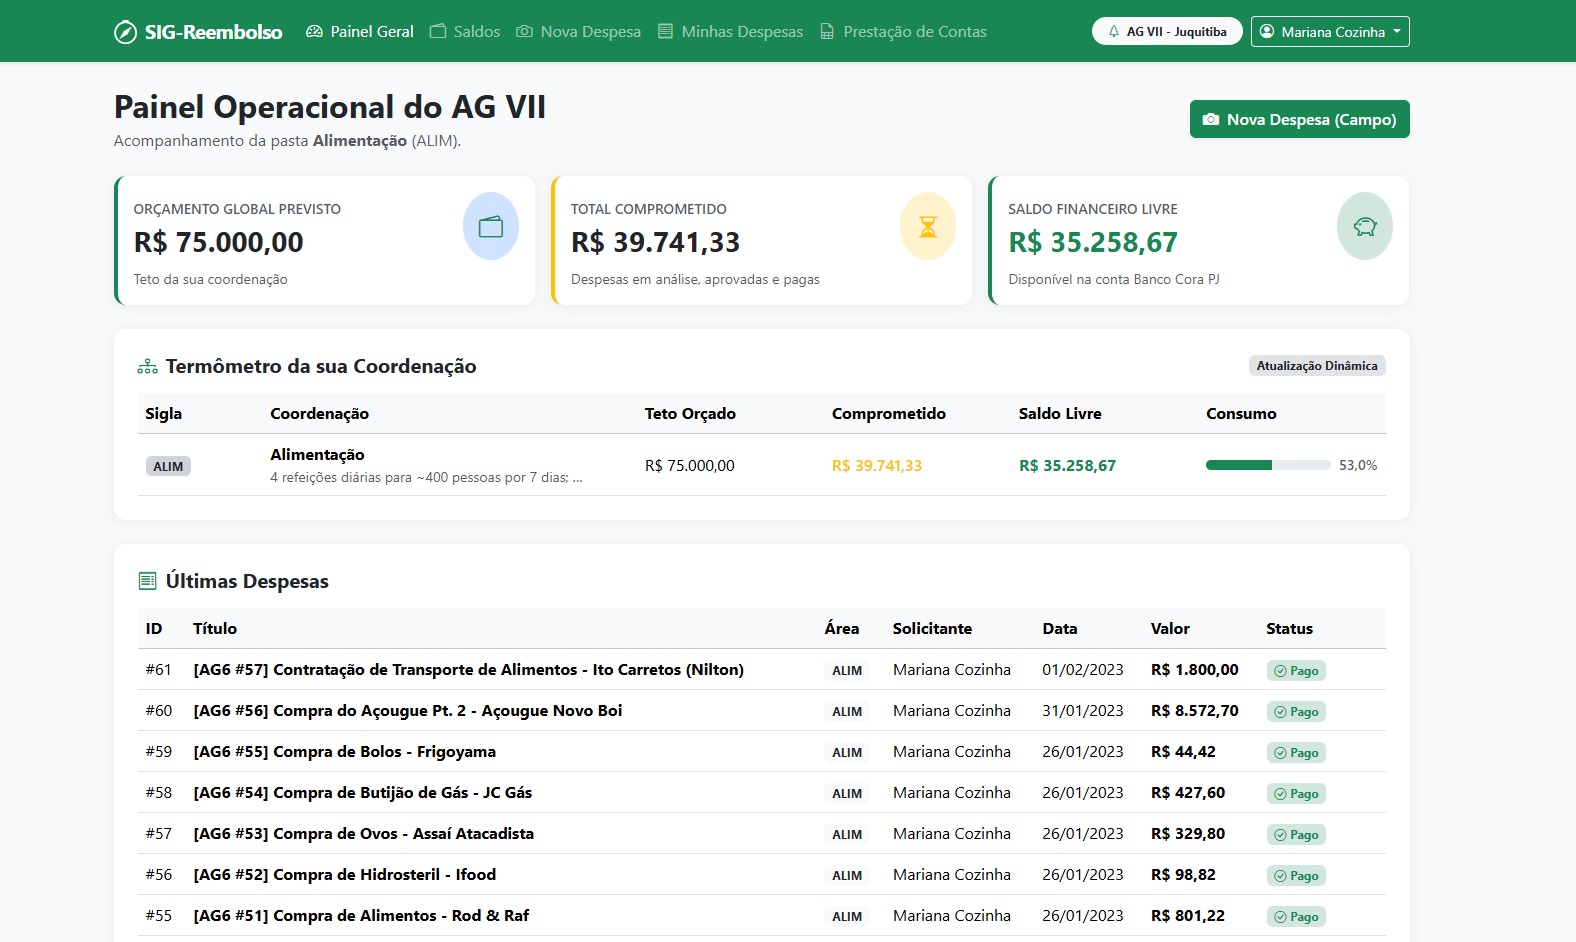 SIG-Reembolso Painel Geral Saldos Nova Despesa Minhas Despesas Prestação de Contas AG VII - Juquitiba Mariana Cozinha
Painel Operacional do AG VII
Acompanhamento da pasta Alimentação (ALIM).
Nova Despesa (Campo)
ORÇAMENTO GLOBAL PREVISTO
R$ 75.000,00
Teto da sua coordenação
TOTAL COMPROMETIDO
R$ 39.741,33
Despesas em análise, aprovadas e pagas
SALDO FINANCEIRO LIVRE
R$ 35.258,67
Disponível na conta Banco Cora PJ
Termômetro da sua Coordenação
Atualização Dinâmica
Sigla Coordenação Teto Orçado Comprometido Saldo Livre Consumo
ALIM Alimentação R$ 75.000,00 R$ 39.741,33 R$ 35.258,67 53,0%
4 refeições diárias para ~400 pessoas por 7 dias; ...
Últimas Despesas
ID Título Área Solicitante Data Valor Status
#61 [AG6 #57] Contratação de Transporte de Alimentos - Ito Carretos (Nilton) ALIM Mariana Cozinha 01/02/2023 R$ 1.800,00 Pago
#60 [AG6 #56] Compra do Açougue Pt. 2 - Açougue Novo Boi ALIM Mariana Cozinha 31/01/2023 R$ 8.572,70 Pago
#59 [AG6 #55] Compra de Bolos - Frigoyama ALIM Mariana Cozinha 26/01/2023 R$ 44,42 Pago
#58 [AG6 #54] Compra de Butijão de Gás - JC Gás ALIM Mariana Cozinha 26/01/2023 R$ 427,60 Pago
#57 [AG6 #53] Compra de Ovos - Assaí Atacadista ALIM Mariana Cozinha 26/01/2023 R$ 329,80 Pago
#56 [AG6 #52] Compra de Hidrosteril - Ifood ALIM Mariana Cozinha 26/01/2023 R$ 98,82 Pago
#55 [AG6 #51] Compra de Alimentos - Rod & Raf ALIM Mariana Cozinha 26/01/2023 R$ 801,22 Pago